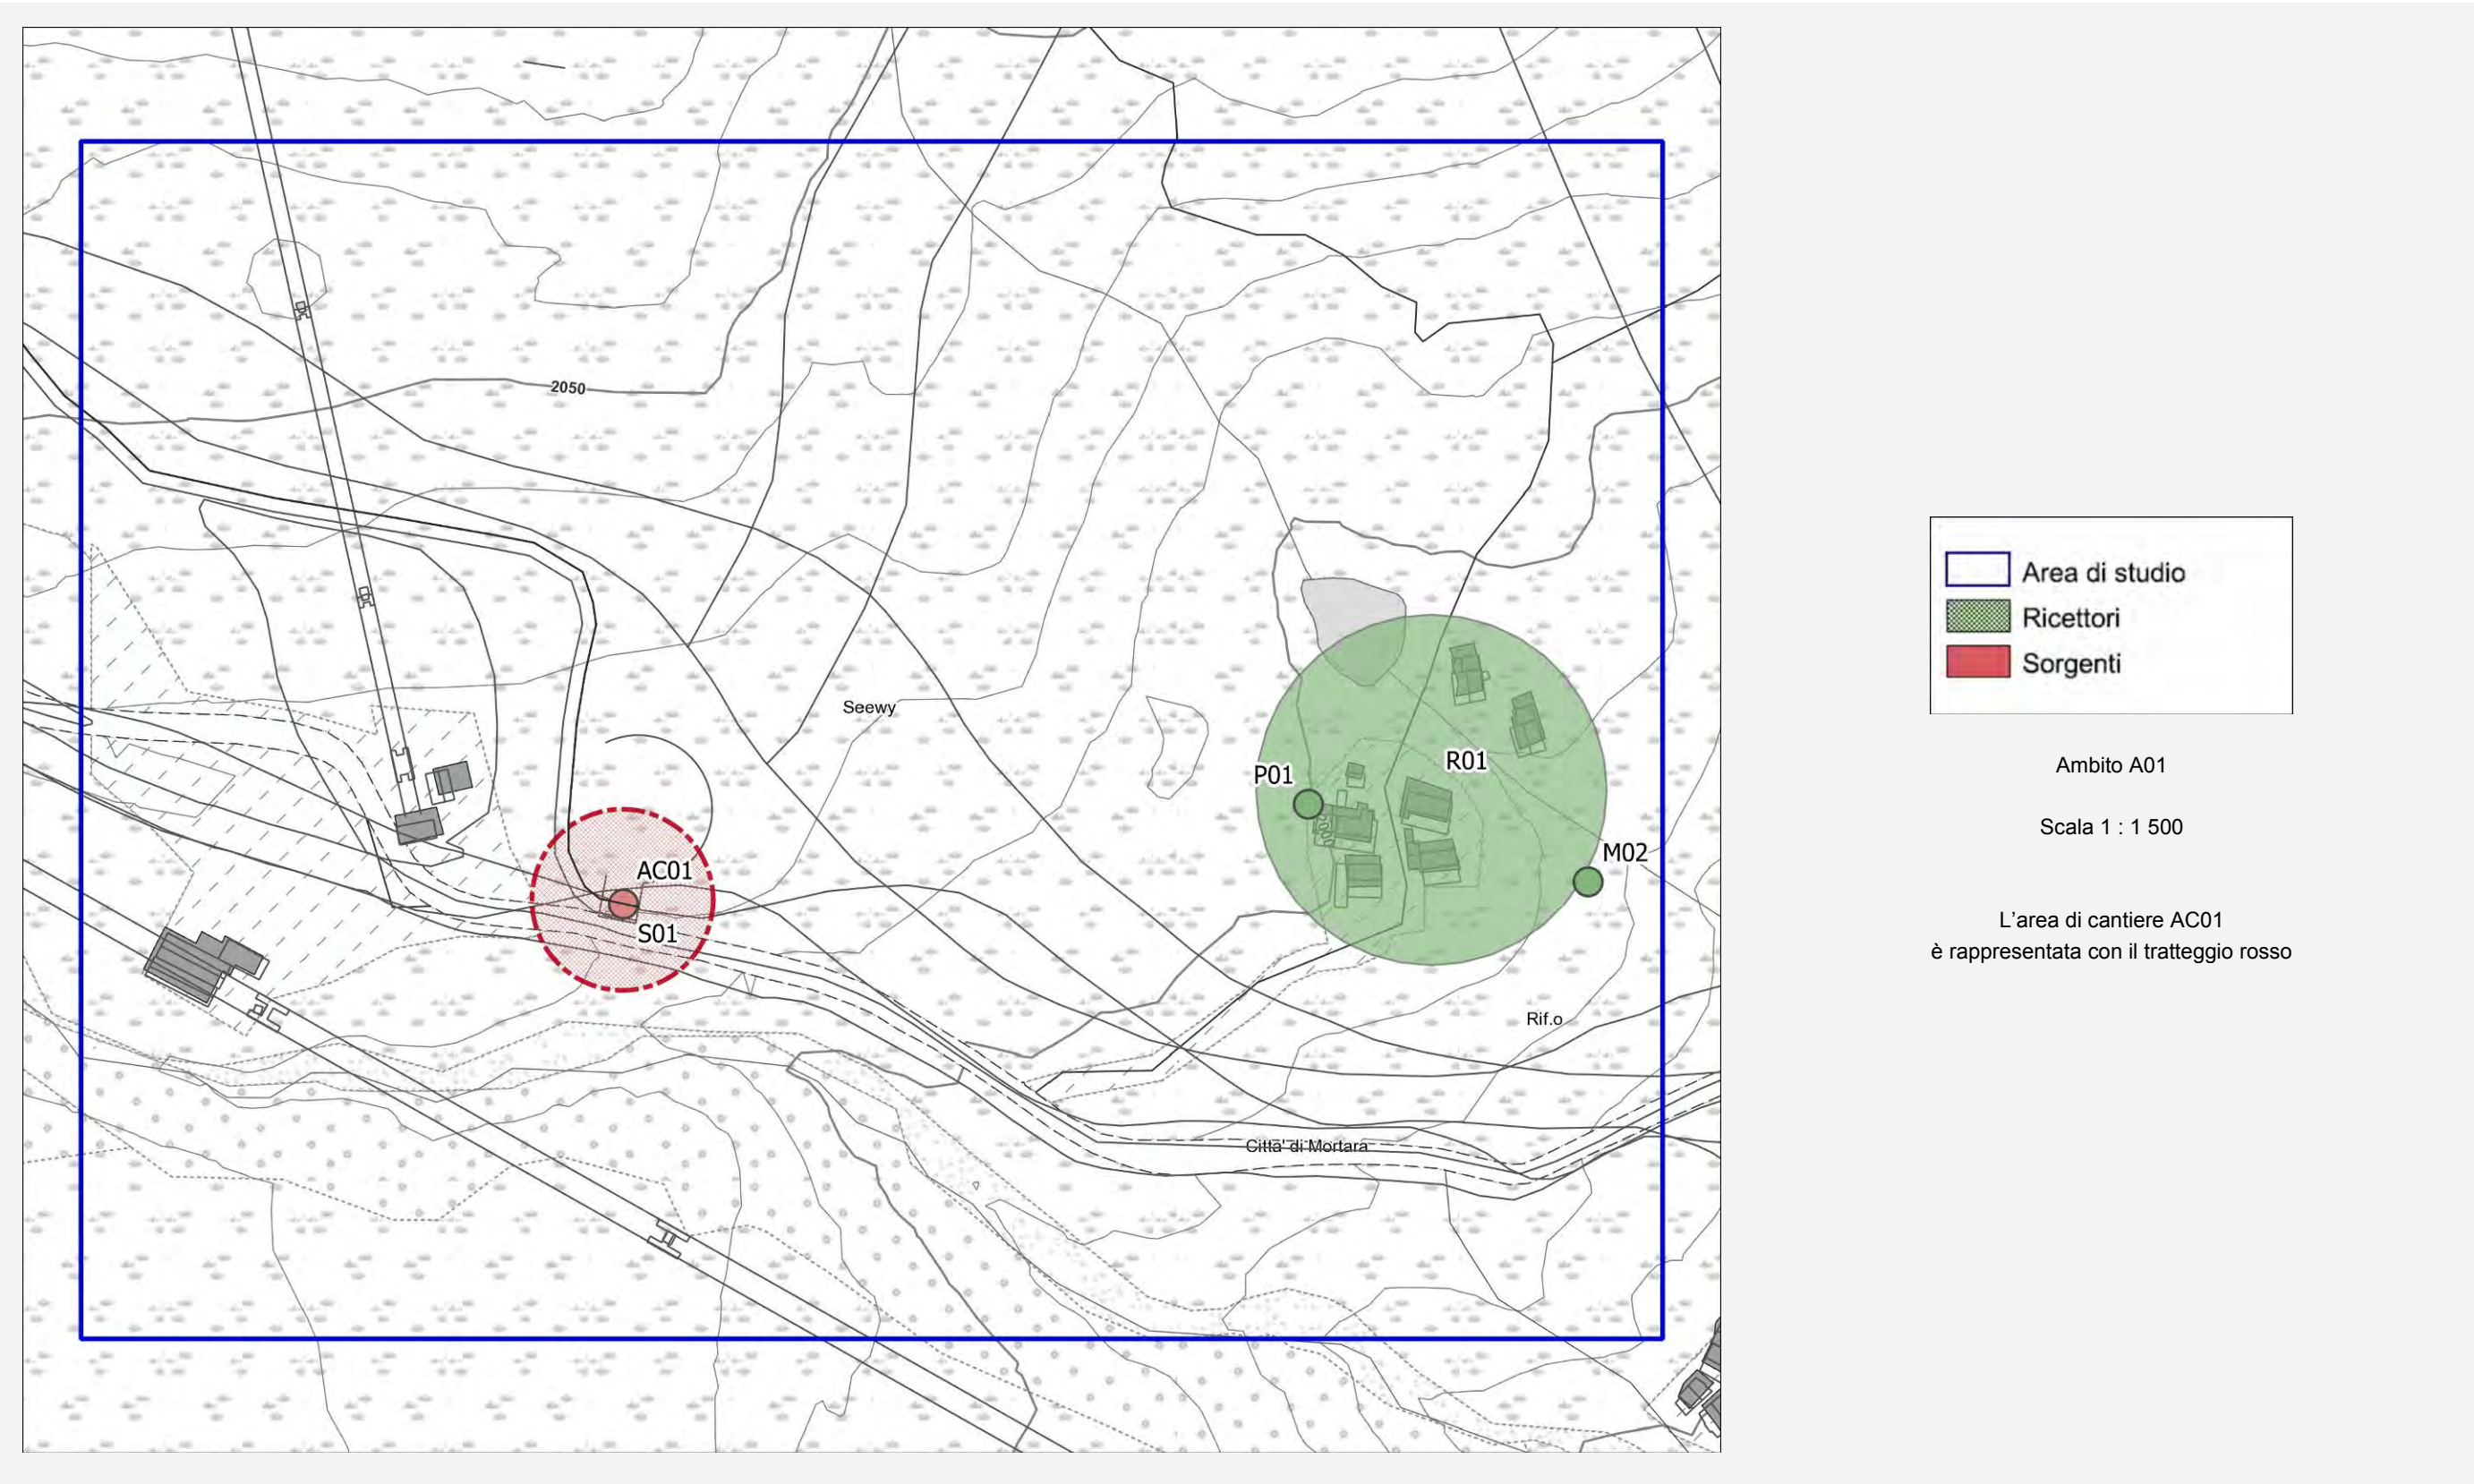 2050
Seewy
R01
P01
M02
AC01
S01
Rif.o
Città' di Mortara
Area di studio
Ricettori
Sorgenti
Ambito A01
Scala 1 : 1 500
L'area di cantiere AC01
è rappresentata con il tratteggio rosso